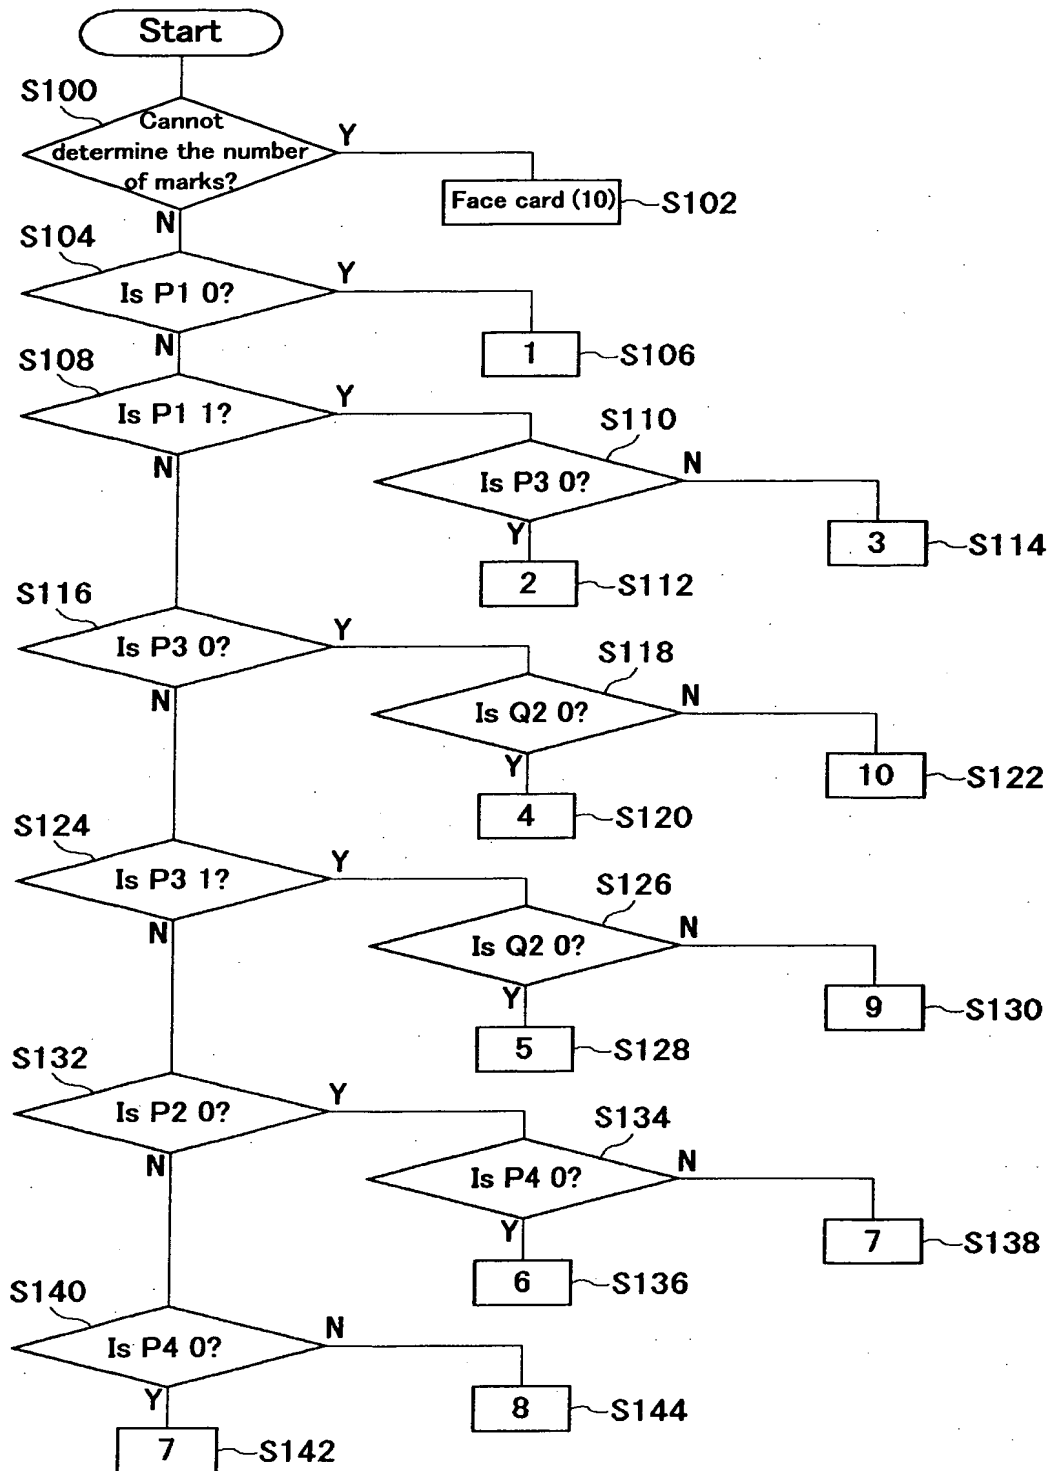 Start
S100
Cannot
determine the number
of marks?
Y
N
Face card (10)
S102
S104
Is P1 0?
Y
N
1
S106
S108
Is P1 1?
Y
N
S110
Is P3 0?
N
Y
3
S114
2
S112
S116
Is P3 0?
Y
N
S118
Is Q2 0?
N
Y
10
S122
4
S120
S124
Is P3 1?
Y
N
S126
Is Q2 0?
N
Y
9
S130
5
S128
S132
Is P2 0?
Y
N
S134
Is P4 0?
N
Y
7
S138
6
S136
S140
Is P4 0?
N
Y
8
S144
7
S142